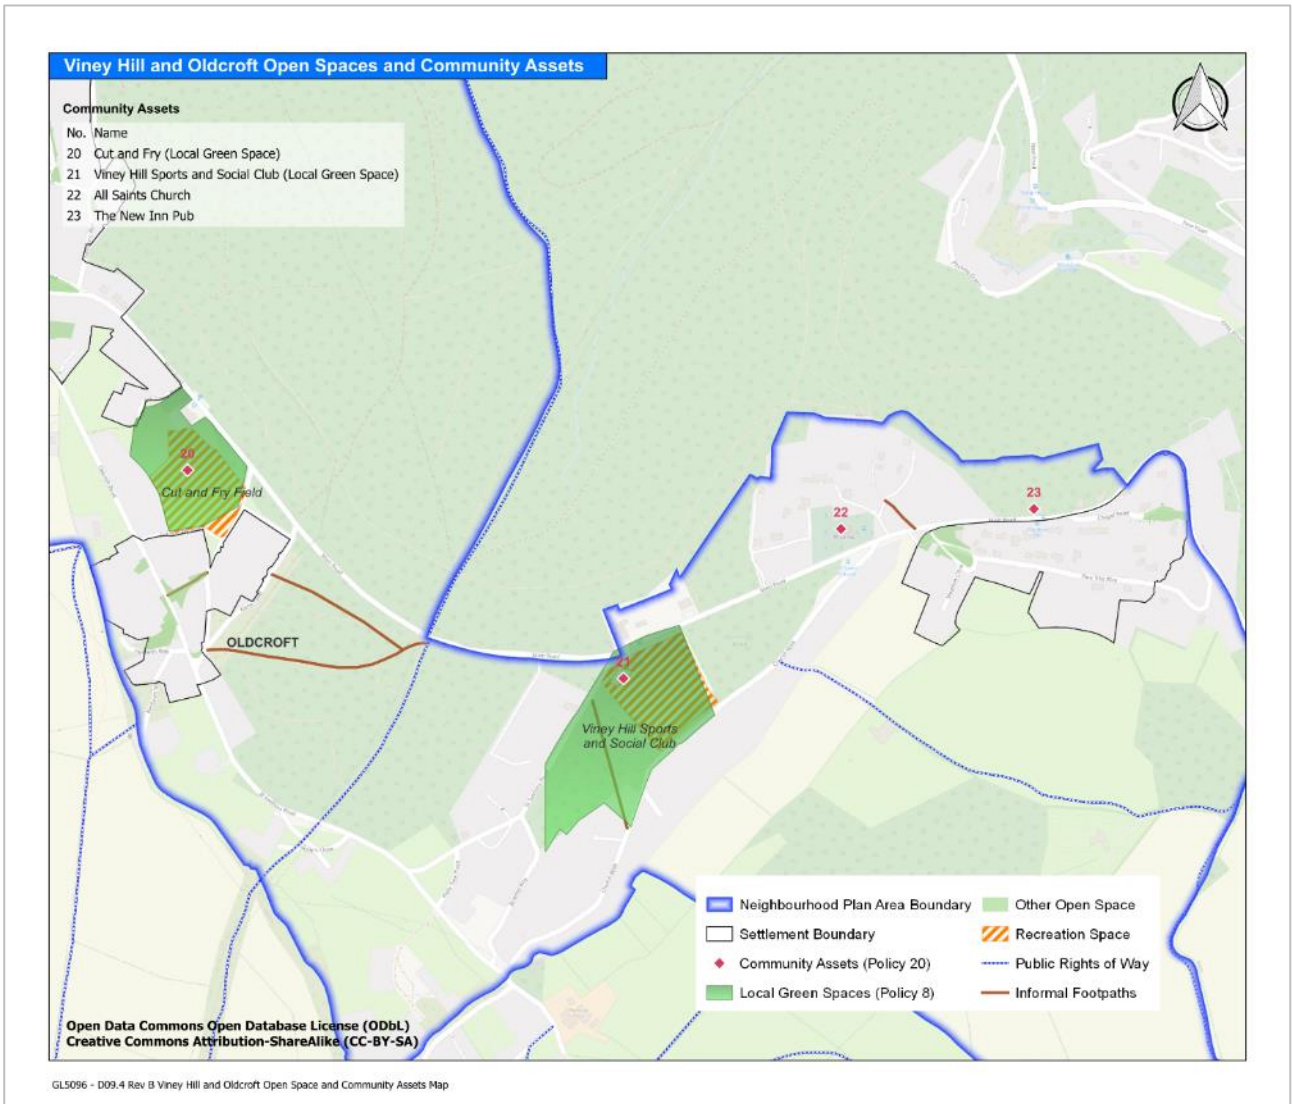 Viney Hill and Oldcroft Open Spaces and Community Assets
Community Assets
No. Name
20 Cut and Fry (Local Green Space)
21 Viney Hill Sports and Social Club (Local Green Space)
22 All Saints Church
23 The New Inn Pub
20
Cut and Fry Field
23
22
OLDCROFT
21
Viney Hill Sports
and Social Club
Neighbourhood Plan Area Boundary
Settlement Boundary
Community Assets (Policy 20)
Local Green Spaces (Policy 8)
Other Open Space
Recreation Space
Public Rights of Way
Informal Footpaths
Open Data Commons Open Database License (ODbL)
Creative Commons Attribution-ShareAlike (CC-BY-SA)
GL5096 - D09.4 Rev B Viney Hill and Oldcroft Open Space and Community Assets Map